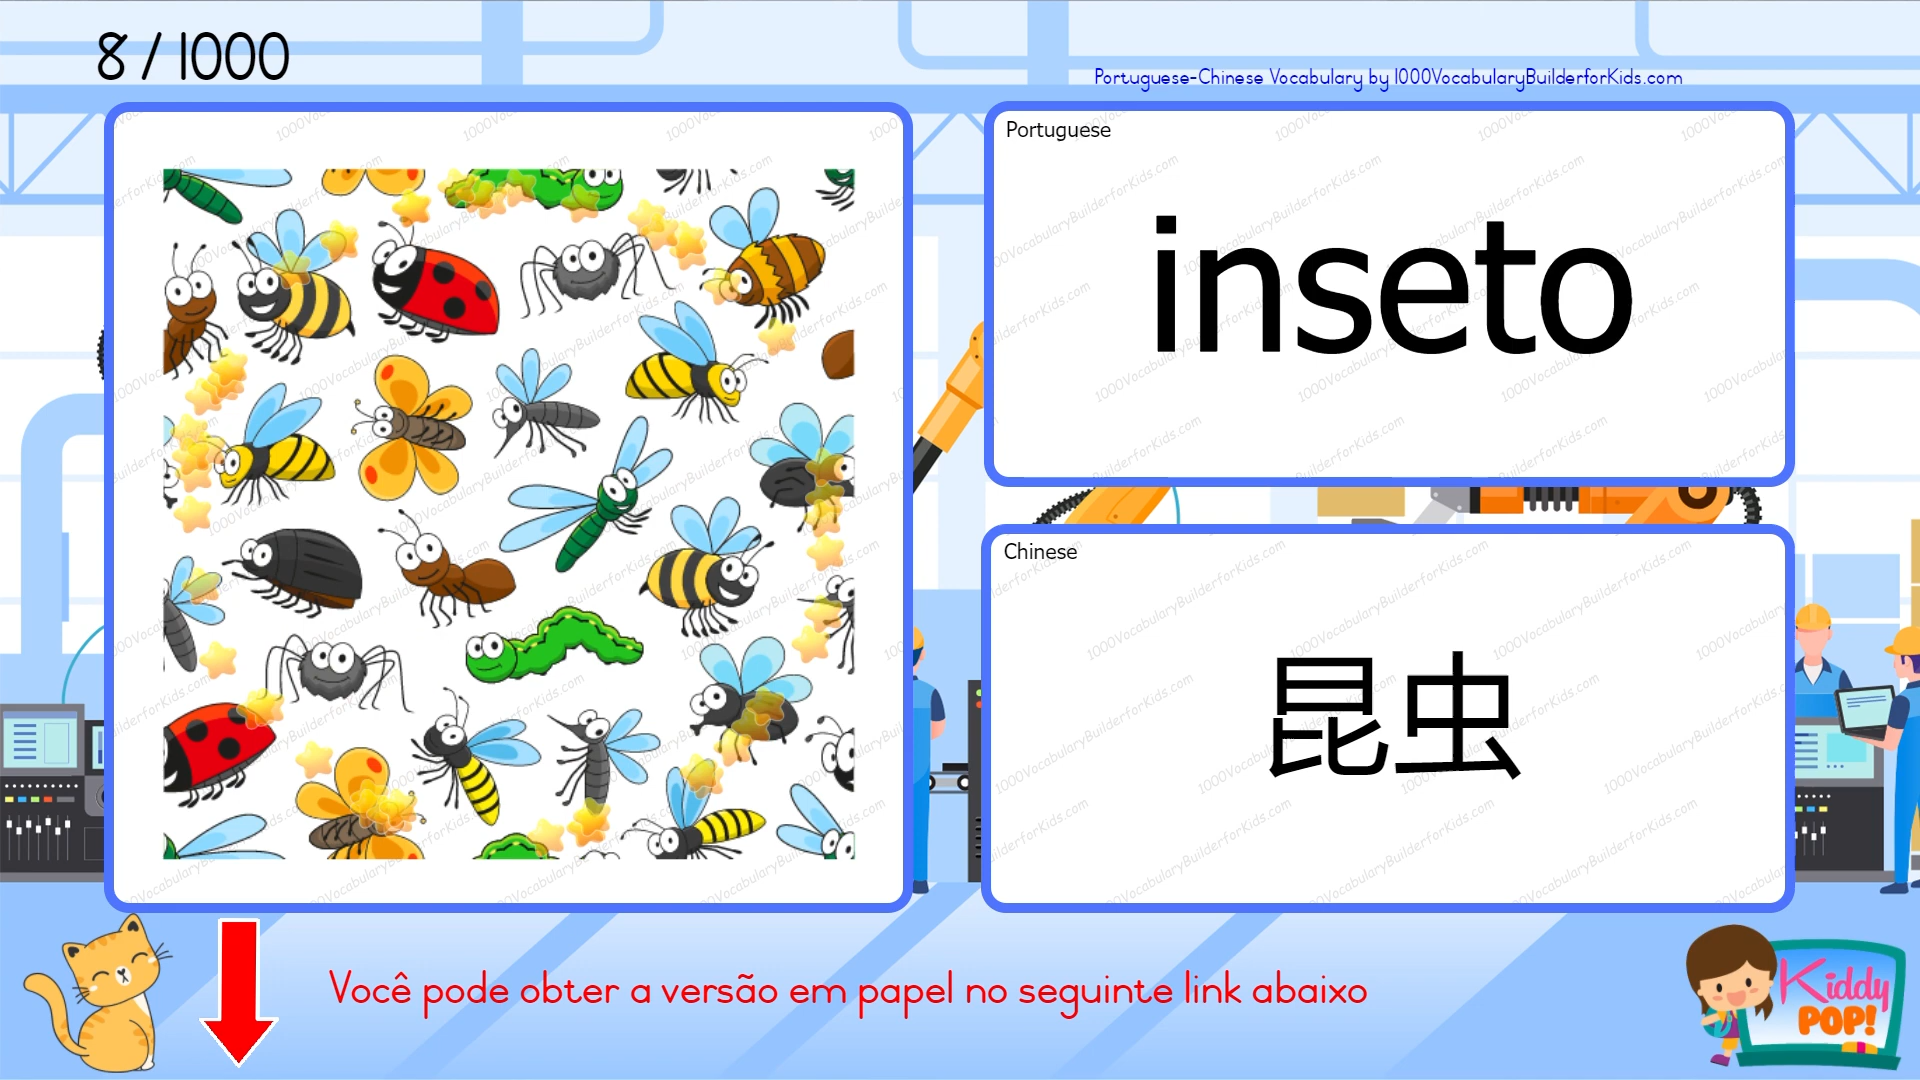 8 / 1000
Portuguese-Chinese Vocabulary by 1000VocabularyBuilderforKids.com
Portuguese
inseto
Chinese
昆虫
Você pode obter a versão em papel no seguinte link abaixo
Kiddy
POP!